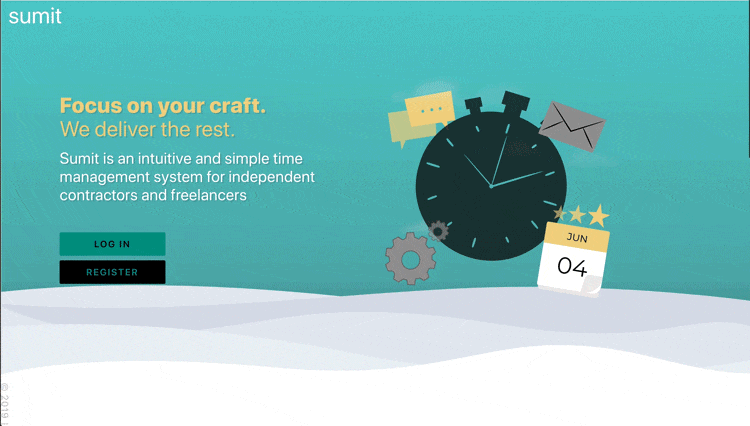 sumit
Focus on your craft.
We deliver the rest.
Sumit is an intuitive and simple time
management system for independent
contractors and freelancers
LOG IN
REGISTER
JUN
04
© 2019